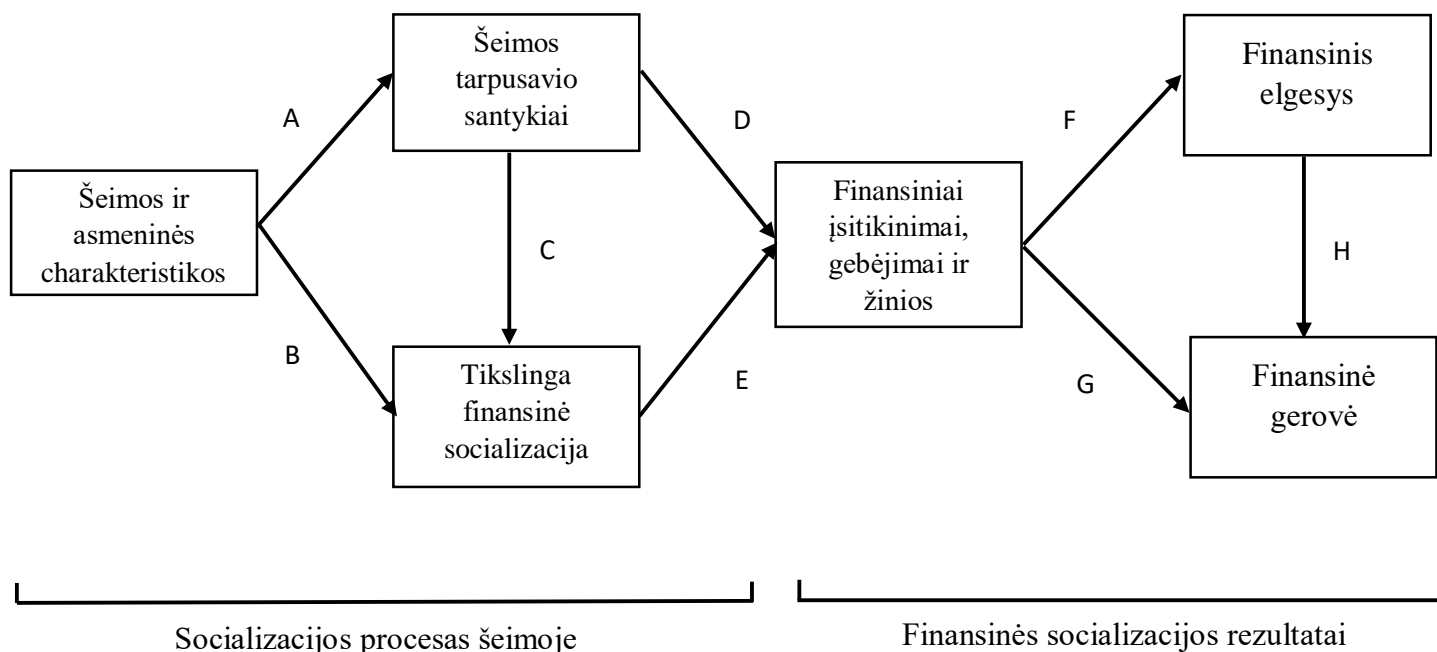 Šeimos
tarpusavio
santykiai
Finansinis
elgesys
A
D
F
Šeimos ir
asmeninės
charakteristikos
Finansiniai
įsitikinimai,
gebėjimai ir
žinios
C
H
B
E
G
Tikslinga
finansinė
socializacija
Finansinė
gerovė
Socializacijos procesas šeimoje
Finansinės socializacijos rezultatai